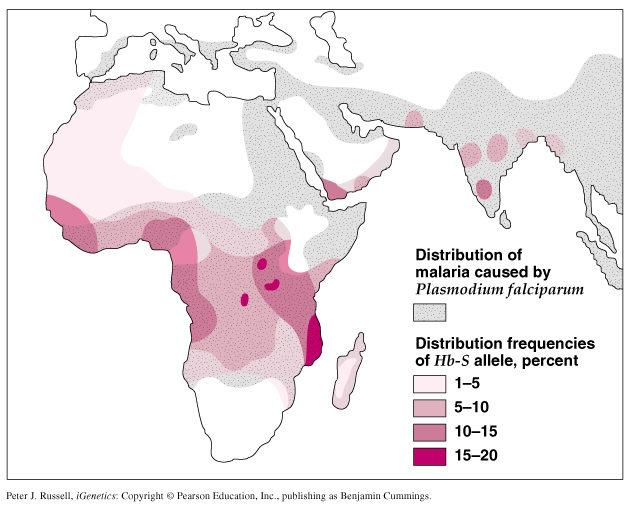 Distribution of
malaria caused by
Plasmodium falciparum
Distribution frequencies
of Hb-S allele, percent
1–5
5–10
10–15
15–20
Peter J. Russell, iGenetics: Copyright © Pearson Education, Inc., publishing as Benjamin Cummings.